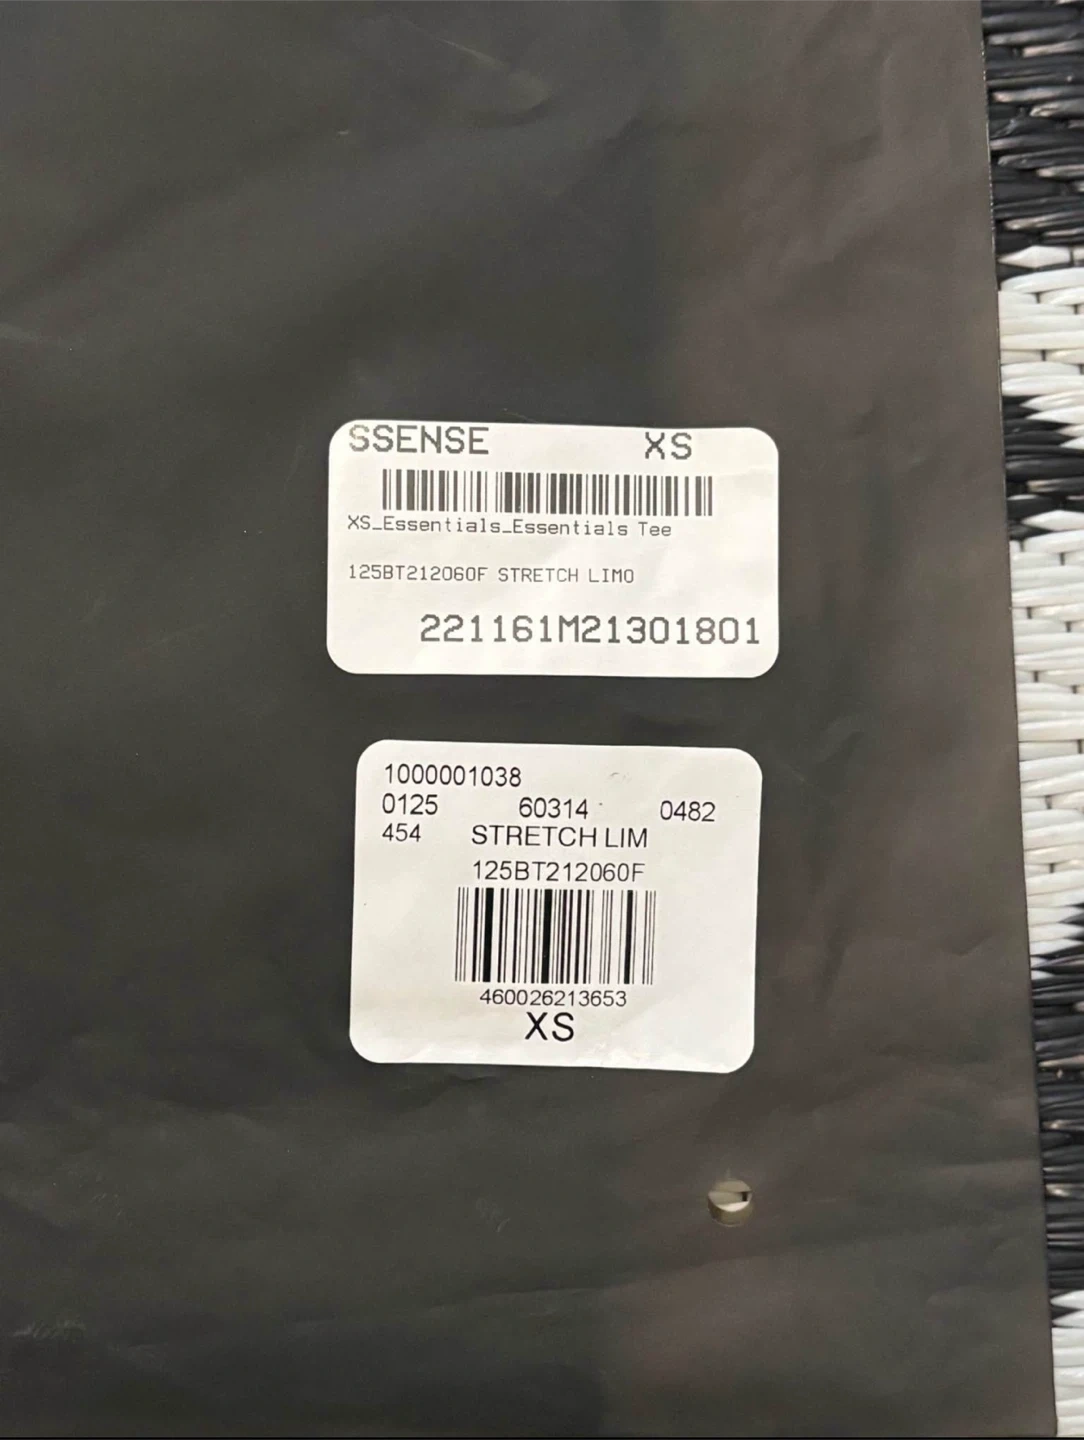 SSENSE XS
XS_Essentials_Essentials Tee
125BT212060F STRETCH LIMO
221161M21301801
1000001038
0125 60314 0482
454 STRETCH LIM
125BT212060F
460026213653
XS